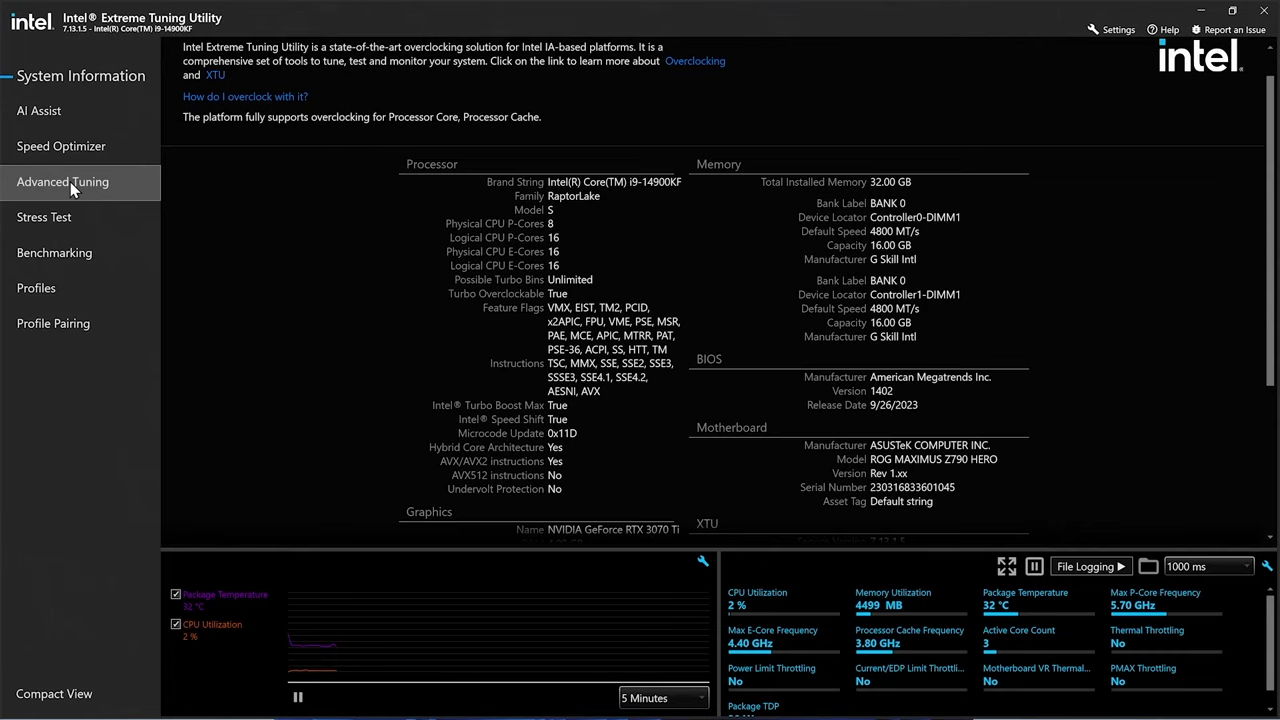 intel.
Intel® Extreme Tuning Utility
7.13.1.5 - Intel(R) Core(TM) i9-14900KF
Settings
Help
Report an Issue
System Information
AI Assist
Speed Optimizer
Advanced Tuning
Stress Test
Benchmarking
Profiles
Profile Pairing
Compact View
Intel Extreme Tuning Utility is a state-of-the-art overclocking solution for Intel IA-based platforms. It is a
comprehensive set of tools to tune, test and monitor your system. Click on the link to learn more about Overclocking
and XTU
How do I overclock with it?
The platform fully supports overclocking for Processor Core, Processor Cache.
intel.
Processor
Brand String Intel(R) Core(TM) i9-14900KF
Family RaptorLake
Model S
Physical CPU P-Cores 8
Logical CPU P-Cores 16
Physical CPU E-Cores 16
Logical CPU E-Cores 16
Possible Turbo Bins Unlimited
Turbo Overclockable True
Feature Flags VMX, EIST, TM2, PCID,
x2APIC, FPU, VME, PSE, MSR,
PAE, MCE, APIC, MTRR, PAT,
PSE-36, ACPI, SS, HTT, TM
Instructions TSC, MMX, SSE, SSE2, SSE3,
SSSE3, SSE4.1, SSE4.2,
AESNI, AVX
Intel® Turbo Boost Max True
Intel® Speed Shift True
Microcode Update 0x11D
Hybrid Core Architecture Yes
AVX/AVX2 instructions Yes
AVX512 instructions No
Undervolt Protection No
Graphics
Name NVIDIA GeForce RTX 3070 Ti
Memory
Total Installed Memory 32.00 GB
Bank Label BANK 0
Device Locator Controller0-DIMM1
Default Speed 4800 MT/s
Capacity 16.00 GB
Manufacturer G Skill Intl
Bank Label BANK 0
Device Locator Controller1-DIMM1
Default Speed 4800 MT/s
Capacity 16.00 GB
Manufacturer G Skill Intl
BIOS
Manufacturer American Megatrends Inc.
Version 1402
Release Date 9/26/2023
Motherboard
Manufacturer ASUSTeK COMPUTER INC.
Model ROG MAXIMUS Z790 HERO
Version Rev 1.xx
Serial Number 230316833601045
Asset Tag Default string
XTU
Package Temperature
32 °C
CPU Utilization
2 %
5 Minutes
File Logging
1000 ms
CPU Utilization
2 %
Memory Utilization
4499 MB
Package Temperature
32 °C
Max P-Core Frequency
5.70 GHz
Max E-Core Frequency
4.40 GHz
Processor Cache Frequency
3.80 GHz
Active Core Count
3
Thermal Throttling
No
Power Limit Throttling
No
Current/EDP Limit Throttli...
No
Motherboard VR Thermal...
No
PMAX Throttling
No
Package TDP